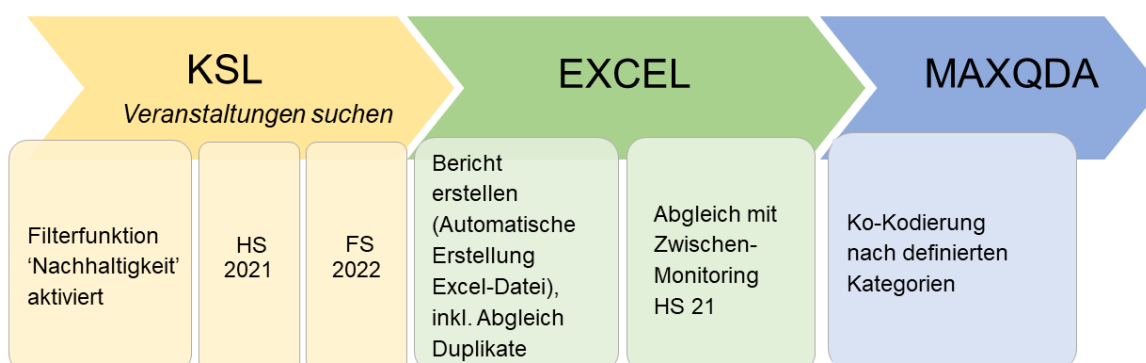 KSL
Veranstaltungen suchen
EXCEL
MAXQDA
Filterfunktion
‘Nachhaltigkeit’
aktiviert
HS
2021
FS
2022
Bericht
erstellen
(Automatische
Erstellung
Excel-Datei),
inkl. Abgleich
Duplikate
Abgleich mit
Zwischen-
Monitoring
HS 21
Ko-Kodierung
nach definierten
Kategorien